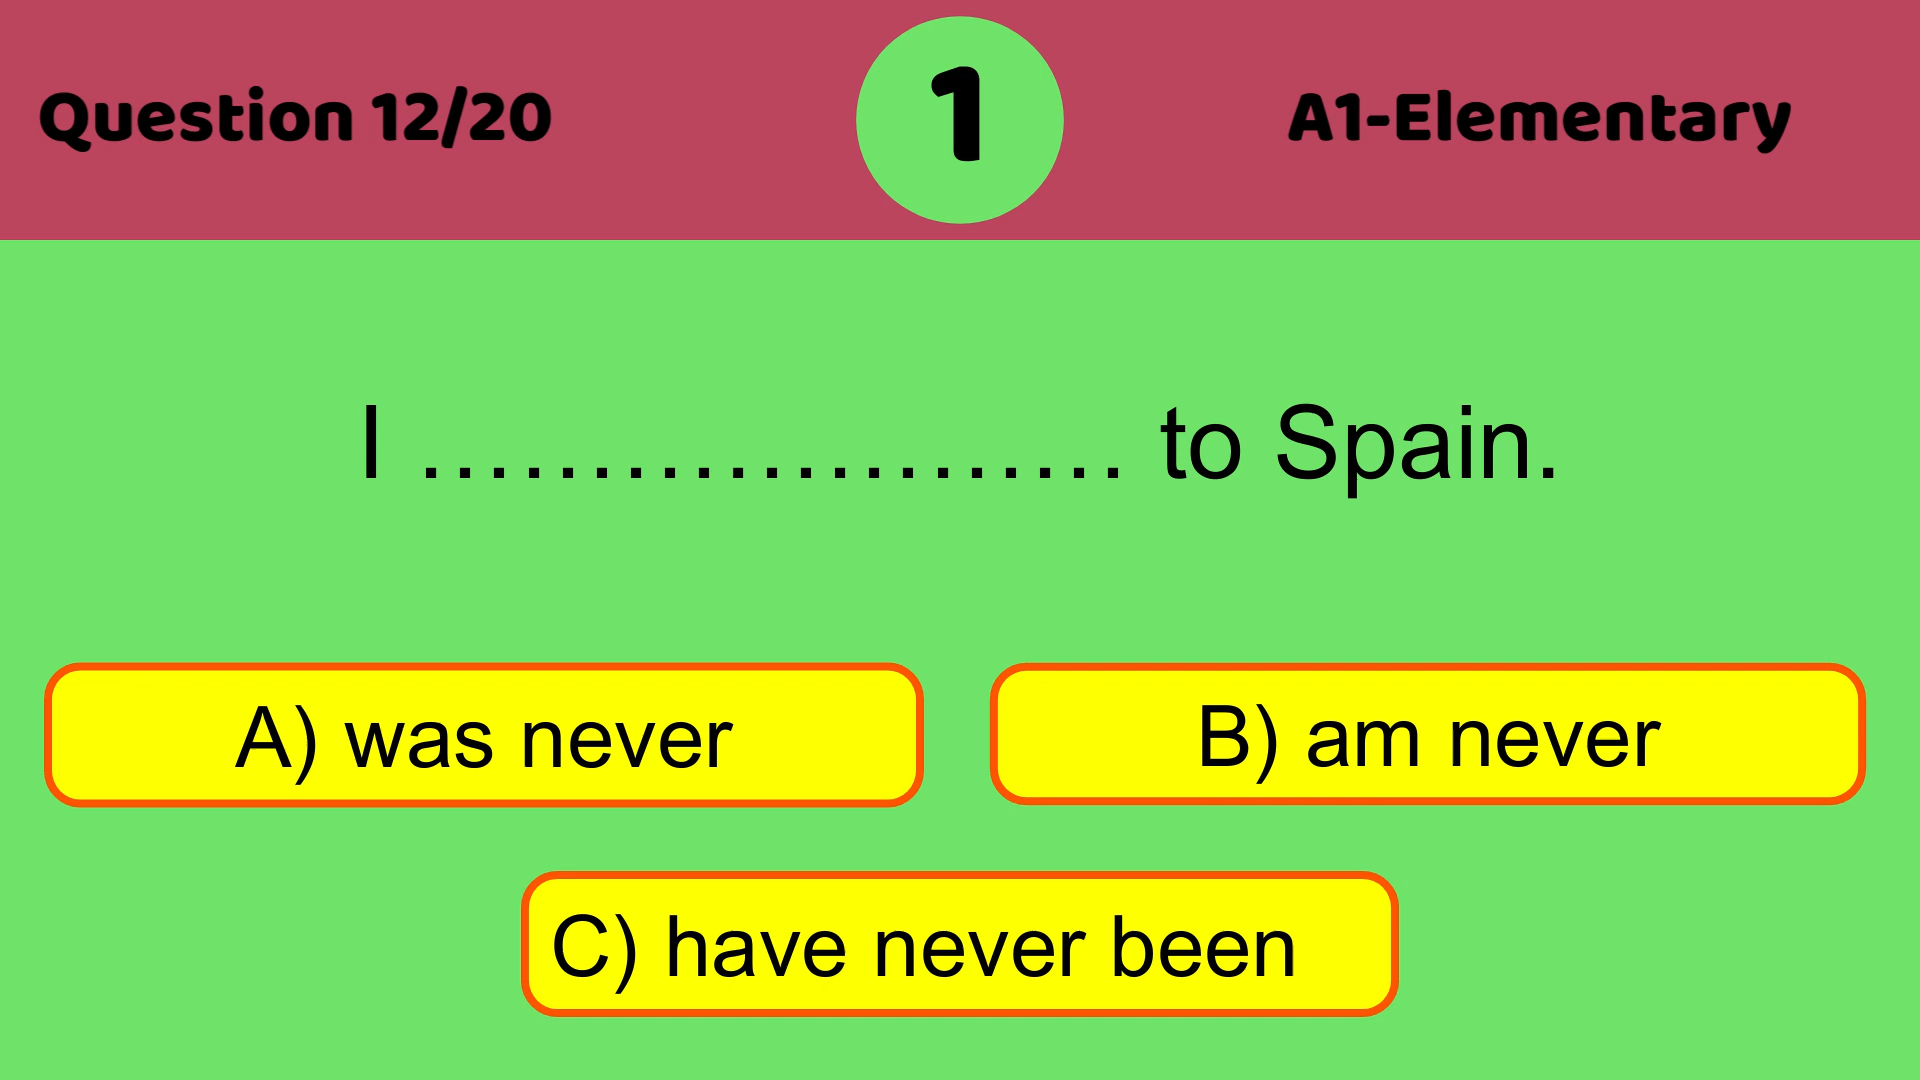 Question 12/20
1
A1-Elementary
I ………………… to Spain.
A) was never
B) am never
C) have never been